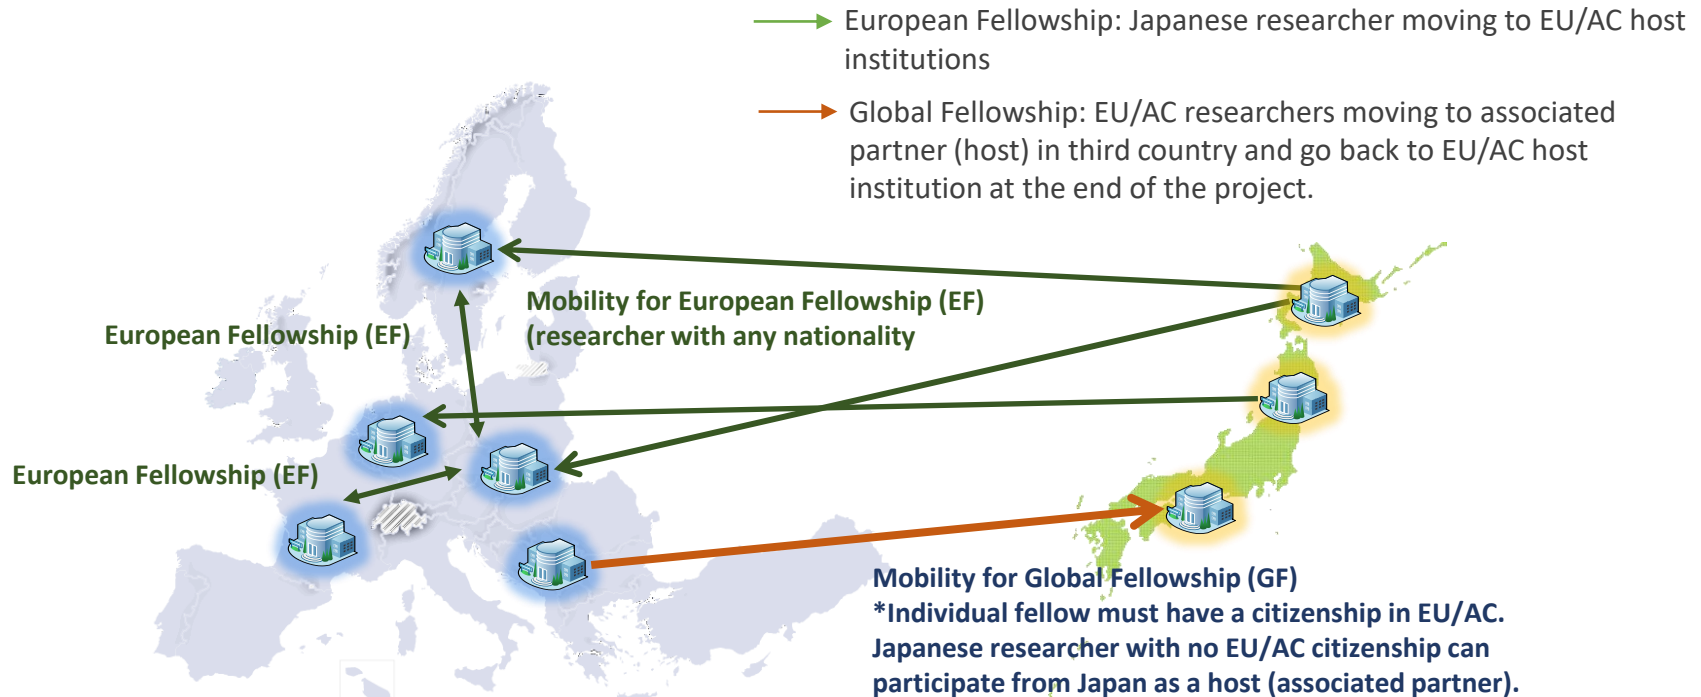 European Fellowship: Japanese researcher moving to EU/AC host
institutions
Global Fellowship: EU/AC researchers moving to associated
partner (host) in third country and go back to EU/AC host
institution at the end of the project.
Mobility for European Fellowship (EF)
(researcher with any nationality
European Fellowship (EF)
European Fellowship (EF)
Mobility for Global Fellowship (GF)
*Individual fellow must have a citizenship in EU/AC.
Japanese researcher with no EU/AC citizenship can
participate from Japan as a host (associated partner).